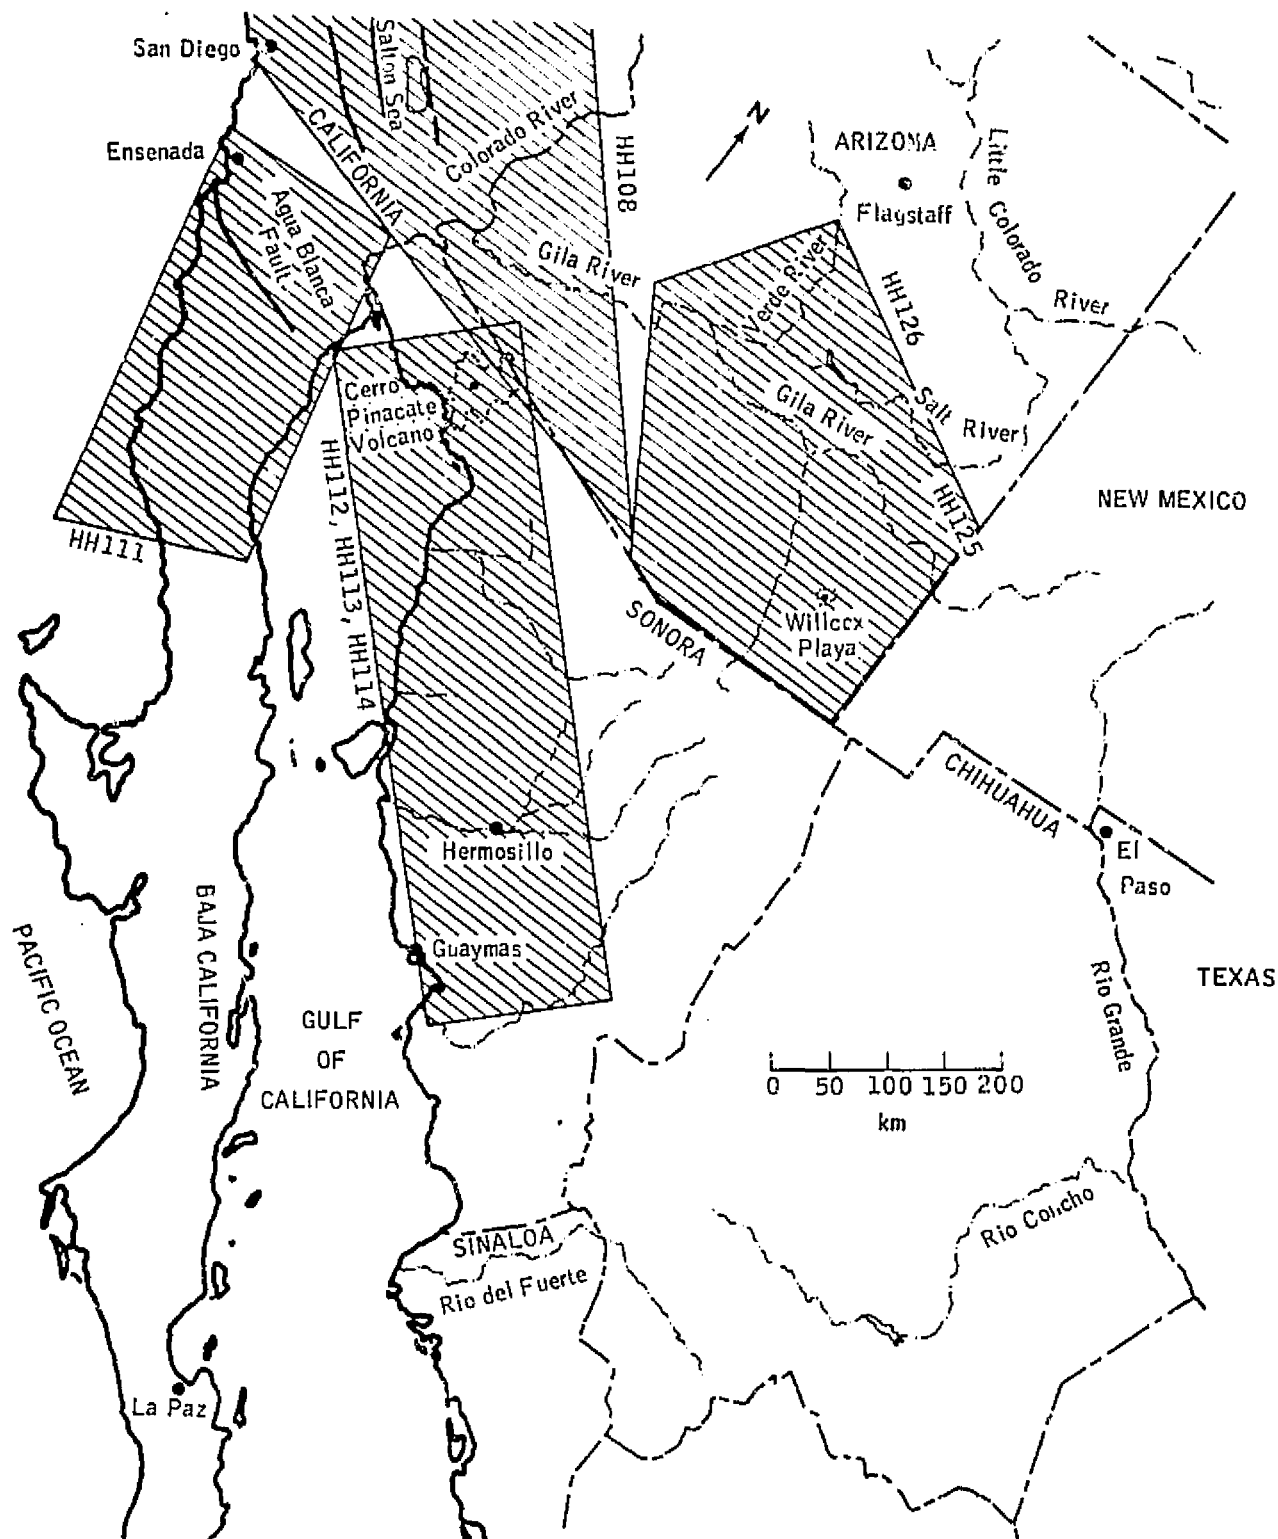 San Diego
Salton Sea
N
ARIZONA
Flagstaff
Ensenada
CALIFORNIA
Colorado River
HH108
Little Colorado
River
Agua Blanca
Fault
Gila River
Verde River
HH126
Cerro
Pinacate
Volcano
Gila River
Salt River
HH125
NEW MEXICO
HH111
HH112, HH113, HH114
SONORA
Willcox
Playa
CHIHUAHUA
El
Paso
Hermosillo
Guaymas
PACIFIC OCEAN
BAJA CALIFORNIA
GULF
OF
CALIFORNIA
Rio Grande
TEXAS
0 50 100 150 200
km
SINALOA
Rio del Fuerte
Rio Concho
La Paz